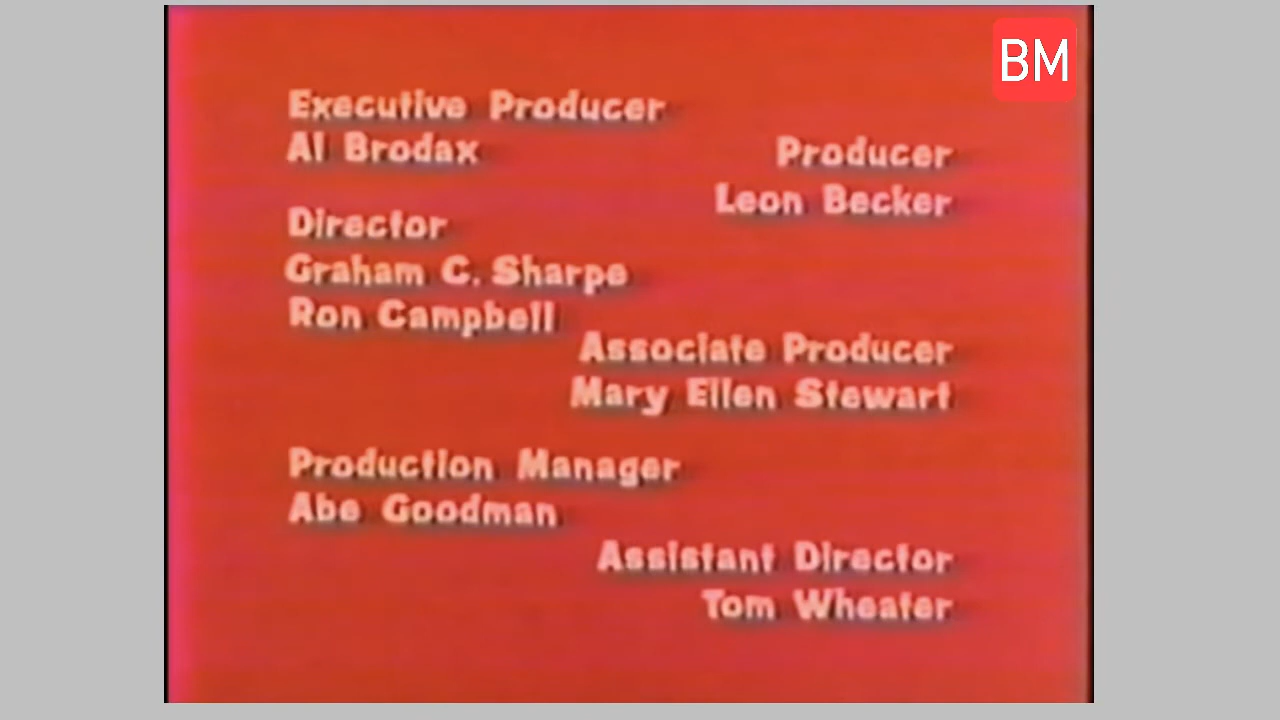 BM
Executive Producer
Al Brodax
Producer
Leon Becker
Director
Graham C. Sharpe
Ron Campbell
Associate Producer
Mary Ellen Stewart
Production Manager
Abe Goodman
Assistant Director
Tom Wheater